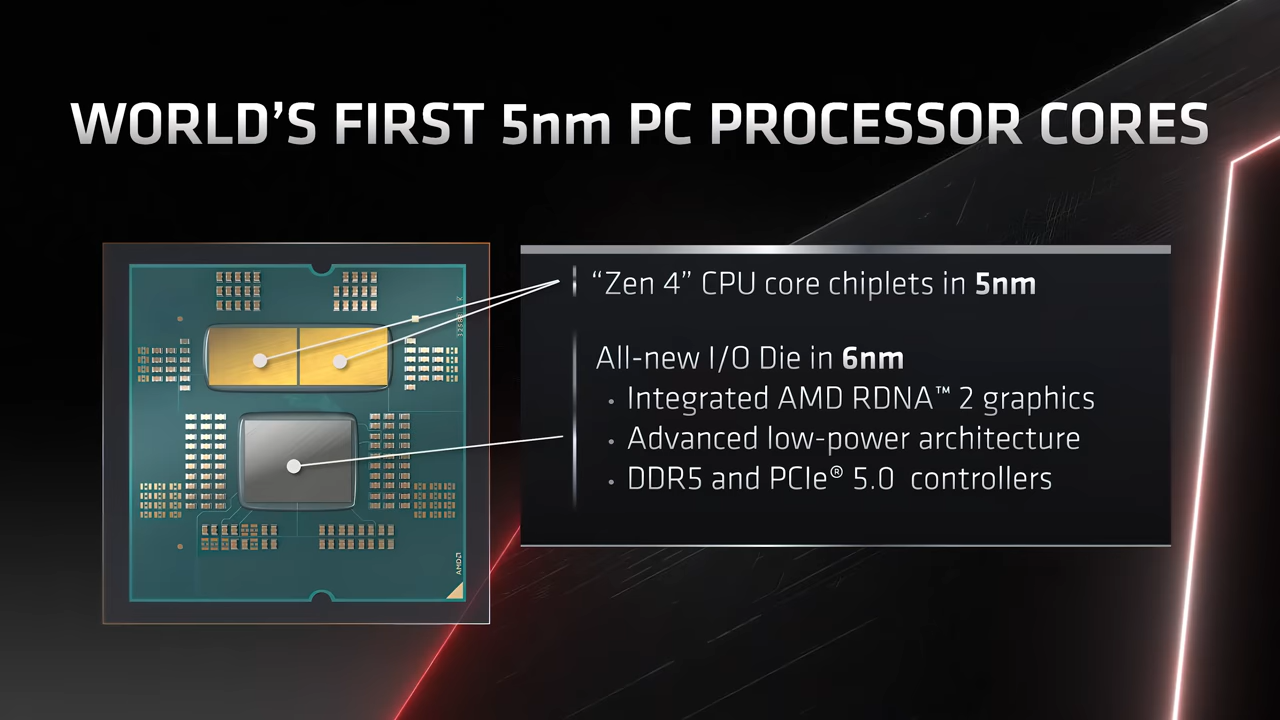 WORLD'S FIRST 5nm PC PROCESSOR CORES
“Zen 4” CPU core chiplets in 5nm
All-new I/O Die in 6nm
• Integrated AMD RDNA™ 2 graphics
• Advanced low-power architecture
• DDR5 and PCIe® 5.0 controllers
AMD